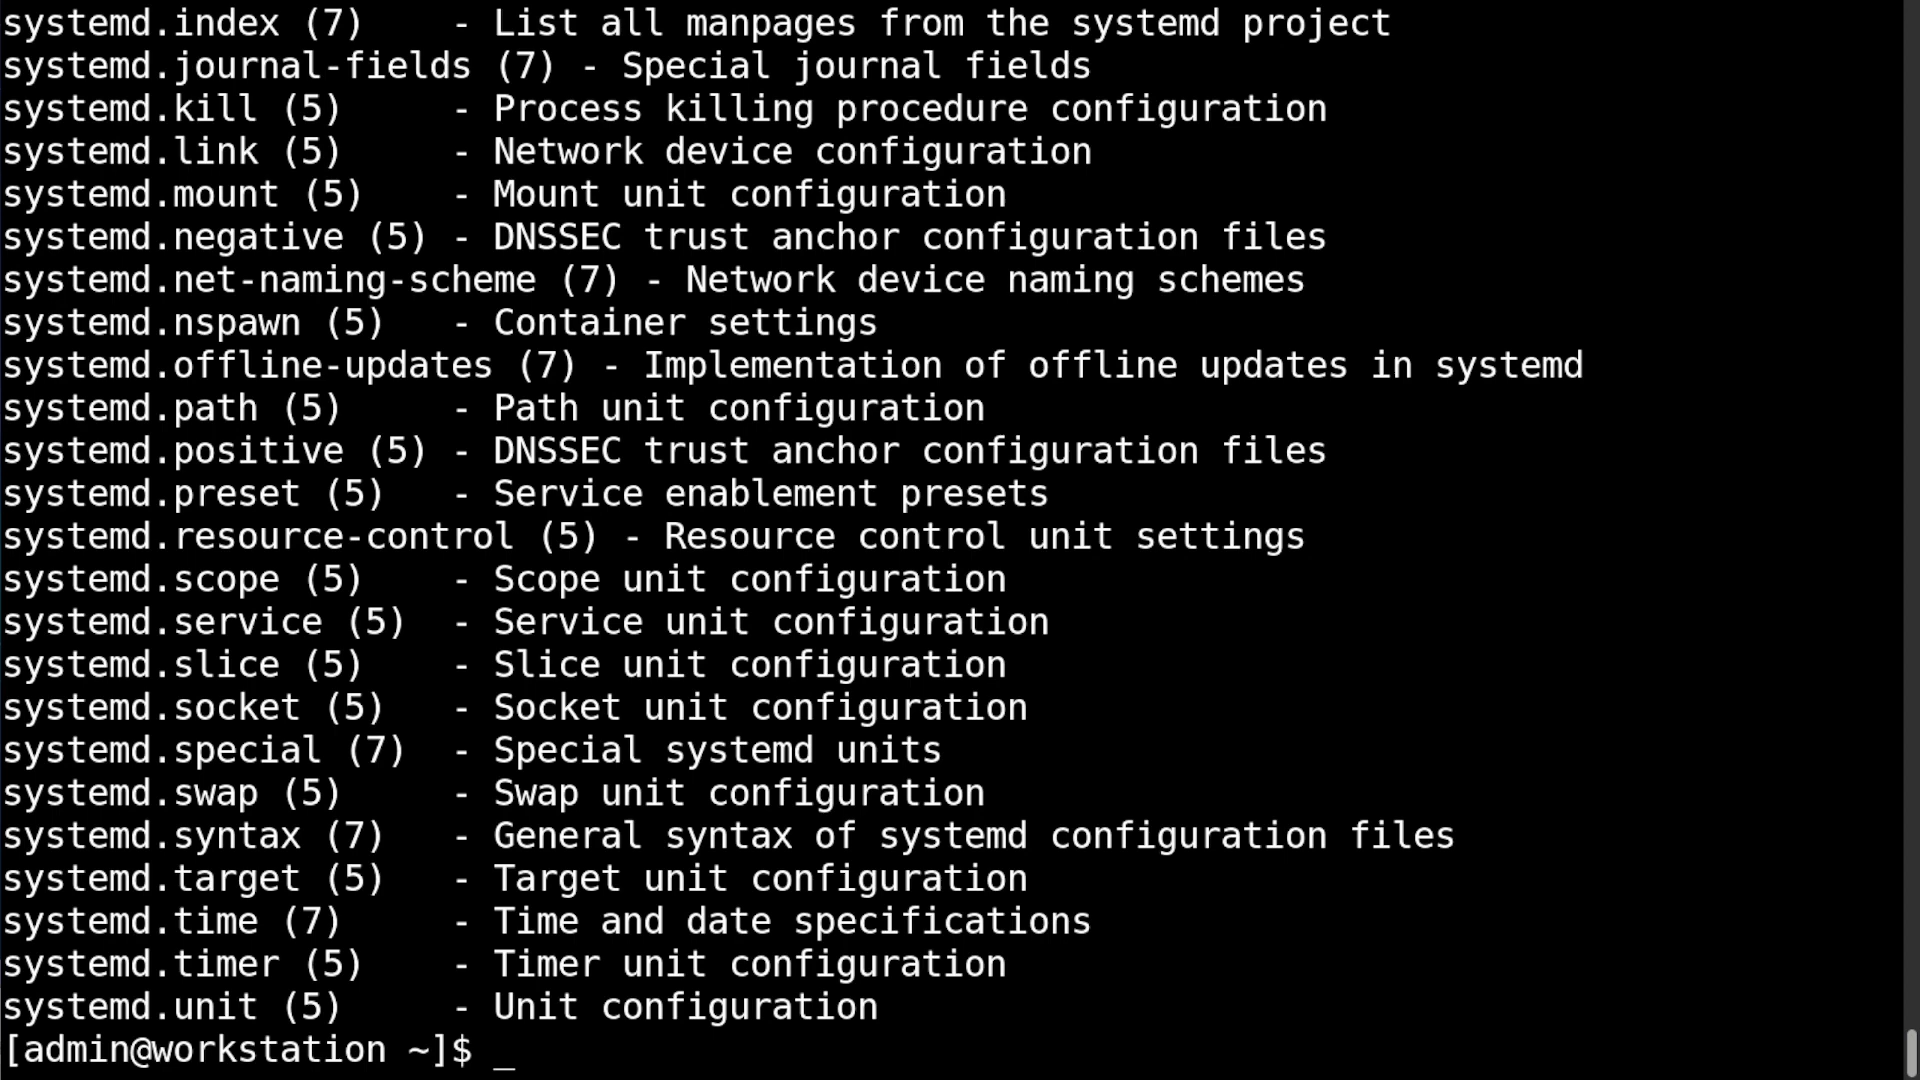 systemd.index (7)    - List all manpages from the systemd project
systemd.journal-fields (7) - Special journal fields
systemd.kill (5)     - Process killing procedure configuration
systemd.link (5)     - Network device configuration
systemd.mount (5)    - Mount unit configuration
systemd.negative (5) - DNSSEC trust anchor configuration files
systemd.net-naming-scheme (7) - Network device naming schemes
systemd.nspawn (5)   - Container settings
systemd.offline-updates (7) - Implementation of offline updates in systemd
systemd.path (5)     - Path unit configuration
systemd.positive (5) - DNSSEC trust anchor configuration files
systemd.preset (5)   - Service enablement presets
systemd.resource-control (5) - Resource control unit settings
systemd.scope (5)    - Scope unit configuration
systemd.service (5)  - Service unit configuration
systemd.slice (5)    - Slice unit configuration
systemd.socket (5)   - Socket unit configuration
systemd.special (7)  - Special systemd units
systemd.swap (5)     - Swap unit configuration
systemd.syntax (7)   - General syntax of systemd configuration files
systemd.target (5)   - Target unit configuration
systemd.time (7)     - Time and date specifications
systemd.timer (5)    - Timer unit configuration
systemd.unit (5)     - Unit configuration
[admin@workstation ~]$ _